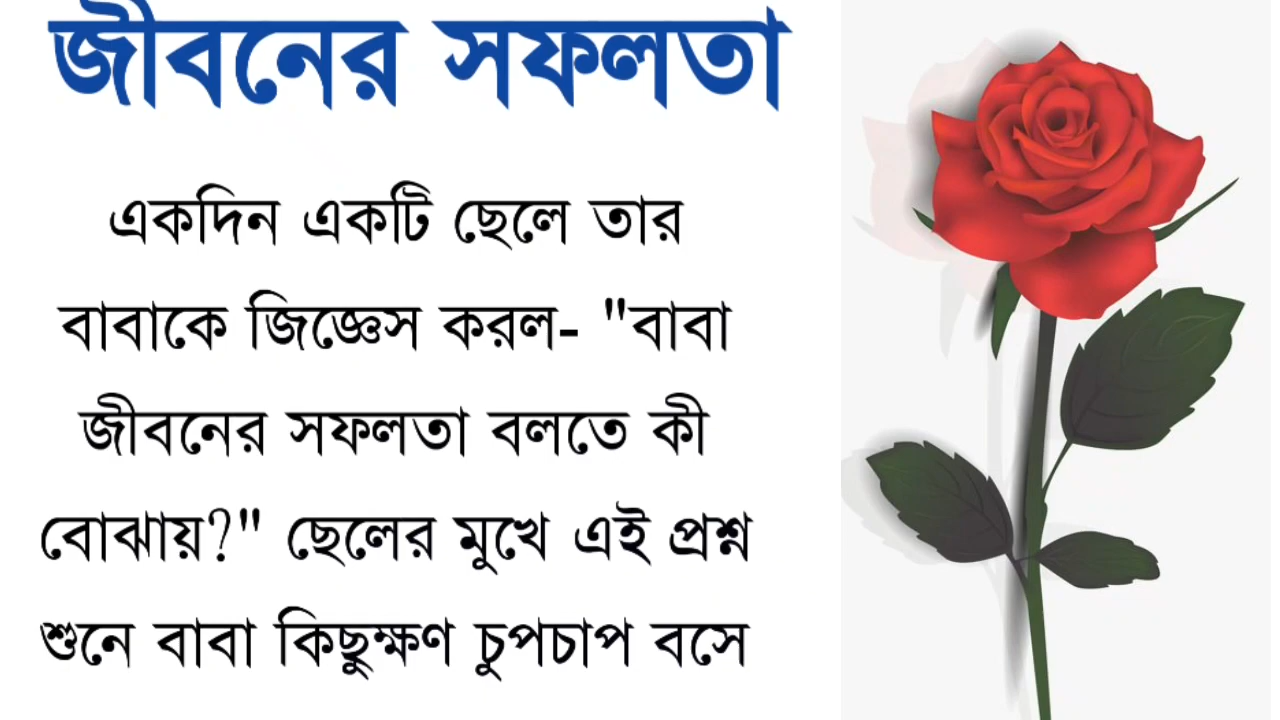 জীবনের সফলতা
একদিন একটি ছেলে তার
বাবাকে জিজ্ঞেস করল- "বাবা
জীবনের সফলতা বলতে কী
বোঝায়?" ছেলের মুখে এই প্রশ্ন
শুনে বাবা কিছুক্ষণ চুপচাপ বসে